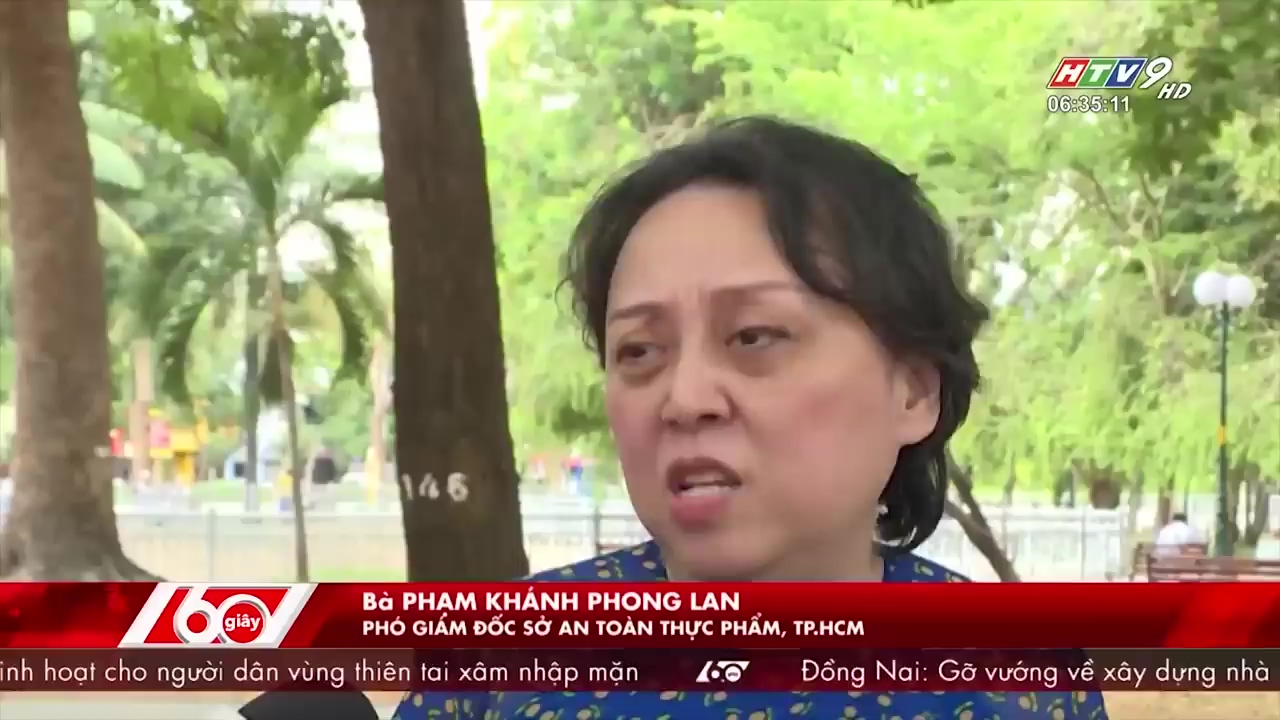 HTV9 HD
06:35:11
146
60 giây
Bà PHẠM KHÁNH PHONG LAN
PHÓ GIÁM ĐỐC SỞ AN TOÀN THỰC PHẨM, TP.HCM
inh hoạt cho người dân vùng thiên tai xâm nhập mặn
60 Đồng Nai: Gỡ vướng về xây dựng nhà